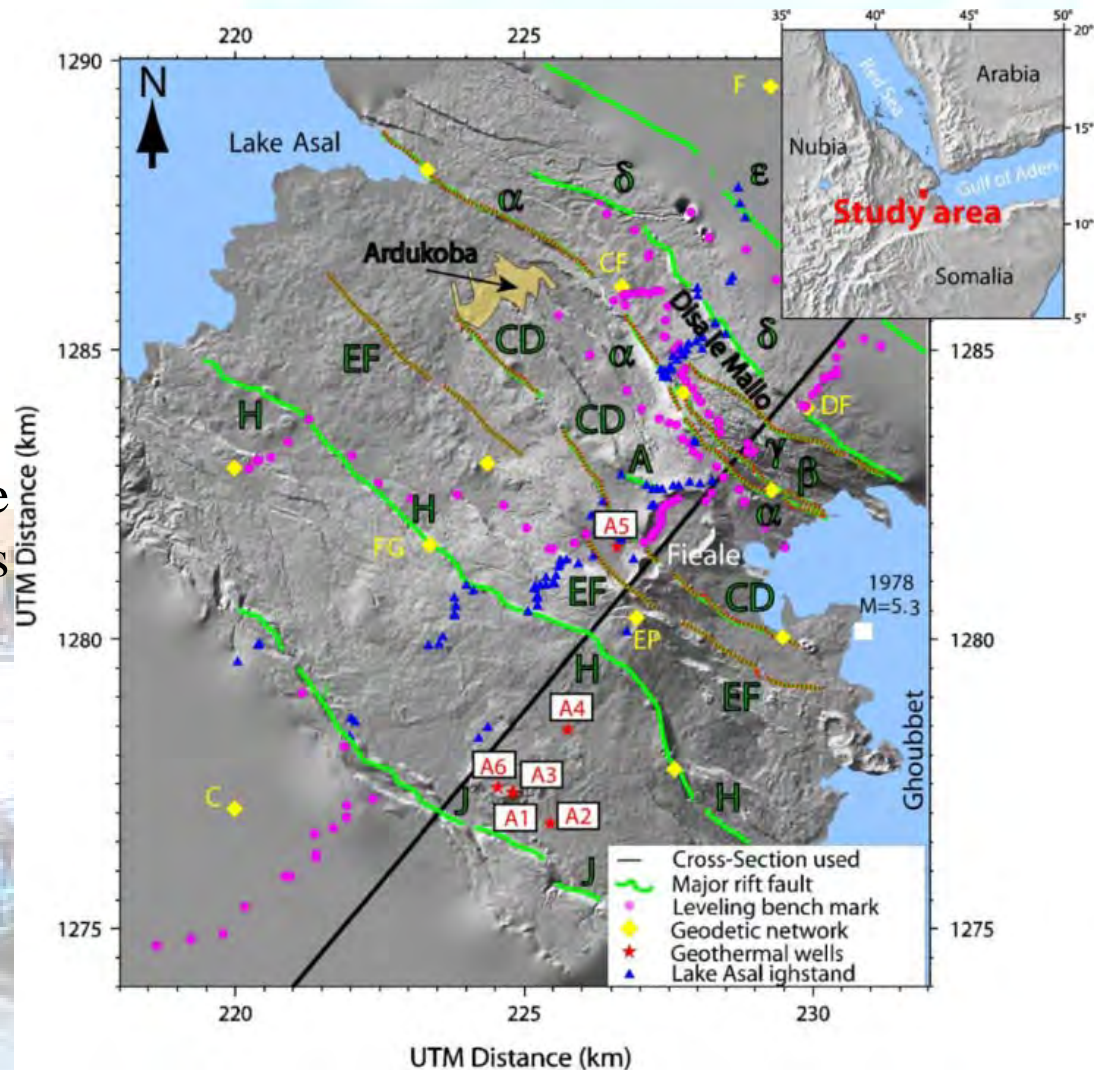 220
225
1290
1285
1280
1275
N
Lake Asal
Ardukoba
α
δ
ε
F
CF
Disa le Mallo
δ
α
CD
EF
H
CD
A
γ
β
α
DF
1285
H
FG
A5
Fieale
EF
CD
EP
1978
M=5.3
1280
H
EF
A4
A6
A3
A1
A2
J
C
H
J
Ghoubbet
1275
Cross-Section used
Major rift fault
Leveling bench mark
Geodetic network
Geothermal wells
Lake Asal ighstand
220
225
230
UTM Distance (km)
UTM Distance (km)
35°
40°
45°
50°
20°
15°
10°
5°
Red Sea
Arabia
Nubia
Gulf of Aden
Study area
Somalia
e
s